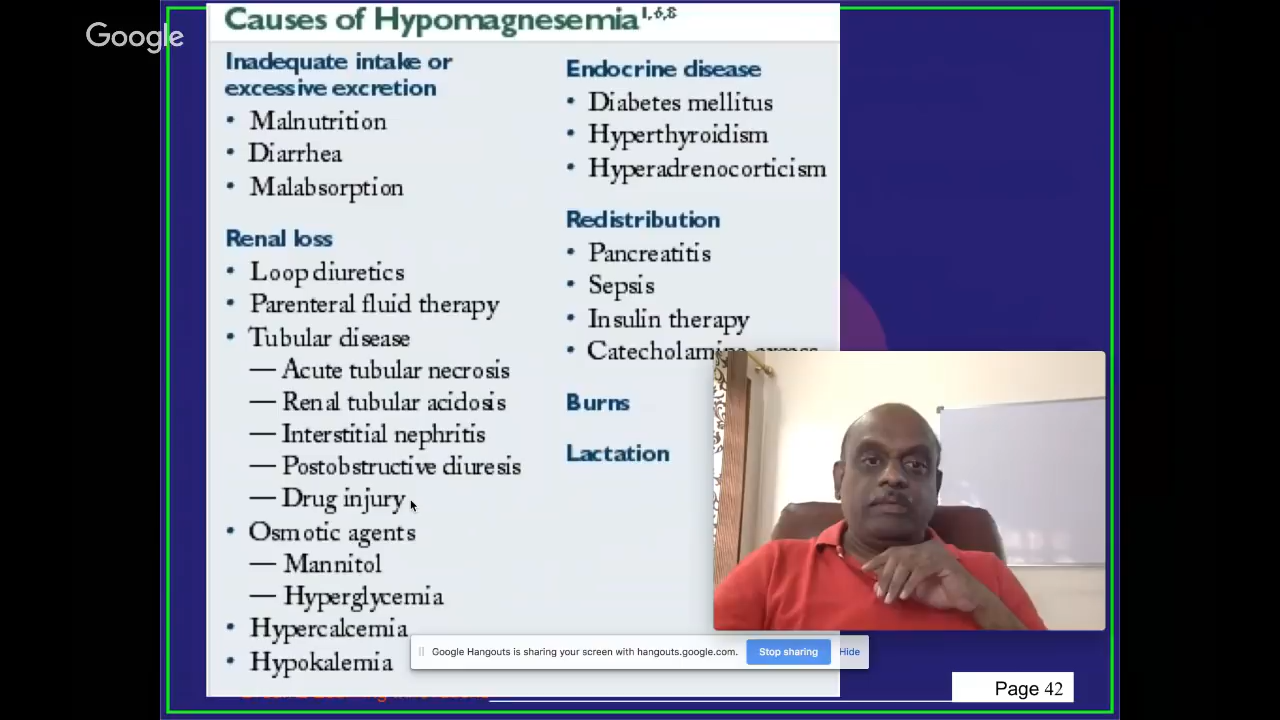 Google
Causes of Hypomagnesemia1,6,8
Inadequate intake or
excessive excretion
• Malnutrition
• Diarrhea
• Malabsorption
Renal loss
• Loop diuretics
• Parenteral fluid therapy
• Tubular disease
— Acute tubular necrosis
— Renal tubular acidosis
— Interstitial nephritis
— Postobstructive diuresis
— Drug injury
• Osmotic agents
— Mannitol
— Hyperglycemia
• Hypercalcemia
• Hypokalemia
Endocrine disease
• Diabetes mellitus
• Hyperthyroidism
• Hyperadrenocorticism
Redistribution
• Pancreatitis
• Sepsis
• Insulin therapy
• Catecholamine excess
Burns
Lactation
Google Hangouts is sharing your screen with hangouts.google.com. Stop sharing Hide
Page 42